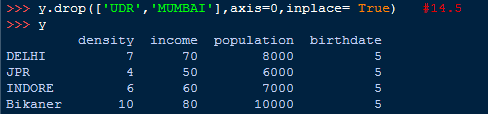 >>> y.drop(['UDR','MUMBAI'],axis=0,inplace= True)   #14.5
>>> y
         density  income  population  birthdate
DELHI          7      70        8000          5
JPR            4      50        6000          5
INDORE         6      60        7000          5
Bikaner       10      80       10000          5